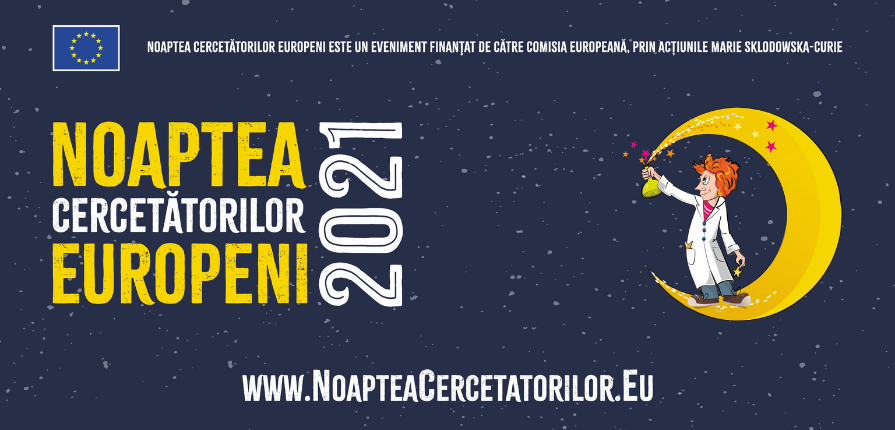 NOAPTEA CERCETĂTORILOR EUROPENI ESTE UN EVENIMENT FINANȚAT DE CĂTRE COMISIA EUROPEANĂ, PRIN ACȚIUNILE MARIE SKLODOWSKA-CURIE
NOAPTEA
CERCETĂTORILOR
EUROPENI
2021
www.NoapteaCercetatorilor.Eu